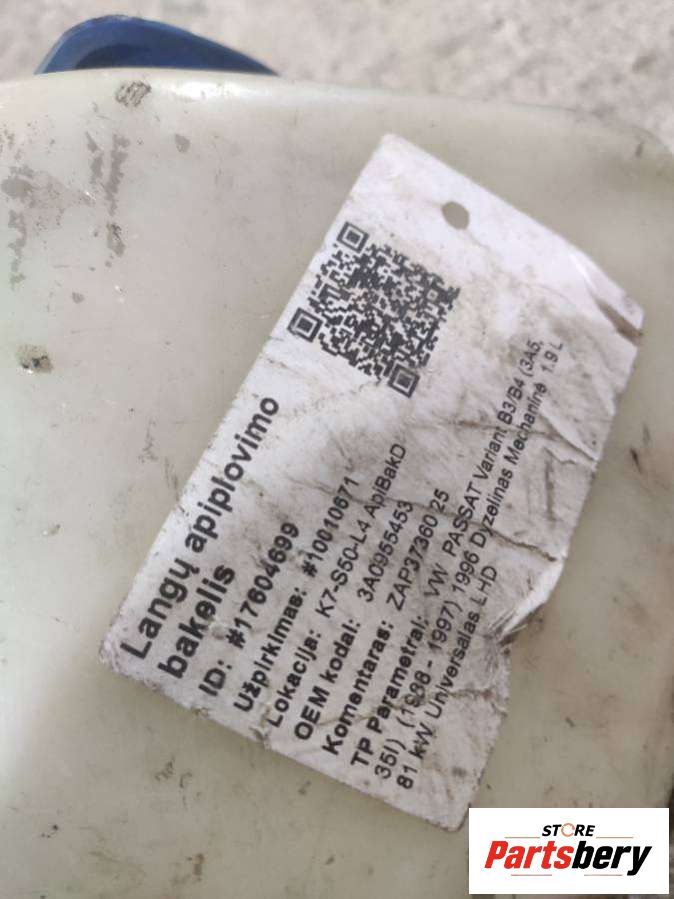 Langų apiplovimo
bakelis
ID: #17604699
Užpirkimas: #10010671
Lokacija: K7-S50-L4 ApiBakD
OEM kodai: 3A0955453
Komentaras: ZAP37360 25
TP Parametrai: VW PASSAT Variant B3/B4 (3A5,
35I) (1988 - 1997) 1996 Dyzelinas Mechaninė 1.9 L
81 kW Universalas LHD
STORE
Partsbery